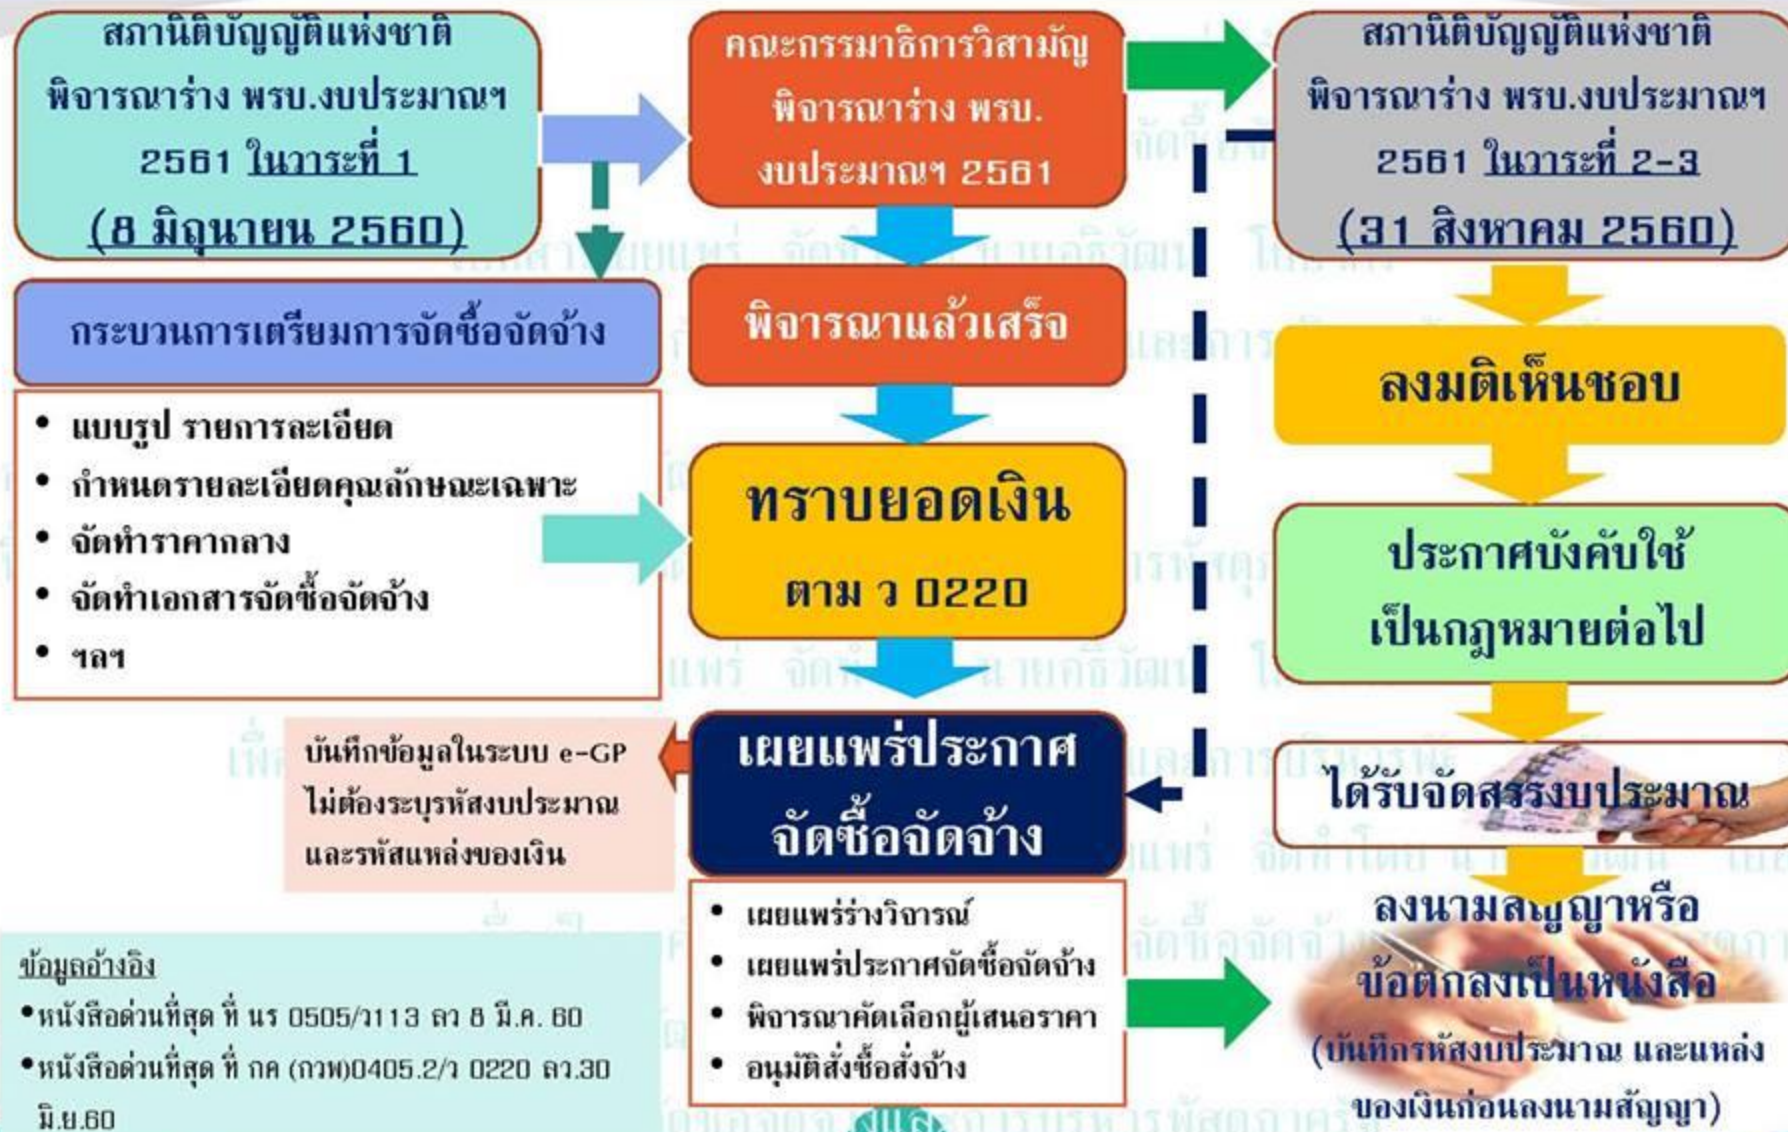 สภานิติบัญญัติแห่งชาติ
พิจารณาร่าง พรบ.งบประมาณฯ
2561 ในวาระที่ 1
(8 มิถุนายน 2560)
คณะกรรมาธิการวิสามัญ
พิจารณาร่าง พรบ.
งบประมาณฯ 2561
สภานิติบัญญัติแห่งชาติ
พิจารณาร่าง พรบ.งบประมาณฯ
2561 ในวาระที่ 2-3
(31 สิงหาคม 2560)
กระบวนการเตรียมการจัดซื้อจัดจ้าง
• แบบรูป รายการละเอียด
• กำหนดรายละเอียดคุณลักษณะเฉพาะ
• จัดทำราคากลาง
• จัดทำเอกสารจัดซื้อจัดจ้าง
• ฯลฯ
พิจารณาแล้วเสร็จ
ทราบยอดเงิน
ตาม ว 0220
เผยแพร่ประกาศ
จัดซื้อจัดจ้าง
บันทึกข้อมูลในระบบ e-GP
ไม่ต้องระบุรหัสงบประมาณ
และรหัสแหล่งของเงิน
• เผยแพร่ร่างวิจารณ์
• เผยแพร่ประกาศจัดซื้อจัดจ้าง
• พิจารณาคัดเลือกผู้เสนอราคา
• อนุมัติสั่งซื้อสั่งจ้าง
ลงมติเห็นชอบ
ประกาศบังคับใช้
เป็นกฎหมายต่อไป
ได้รับจัดสรรงบประมาณ
ลงนามสัญญาหรือ
ข้อตกลงเป็นหนังสือ
(บันทึกรหัสงบประมาณ และแหล่ง
ของเงินก่อนลงนามสัญญา)
ข้อมูลอ้างอิง
•หนังสือด่วนที่สุด ที่ นร 0505/ว113 ลว 8 มี.ค. 60
•หนังสือด่วนที่สุด ที่ กค (กวพ)0405.2/ว 0220 ลว.30
มิ.ย.60